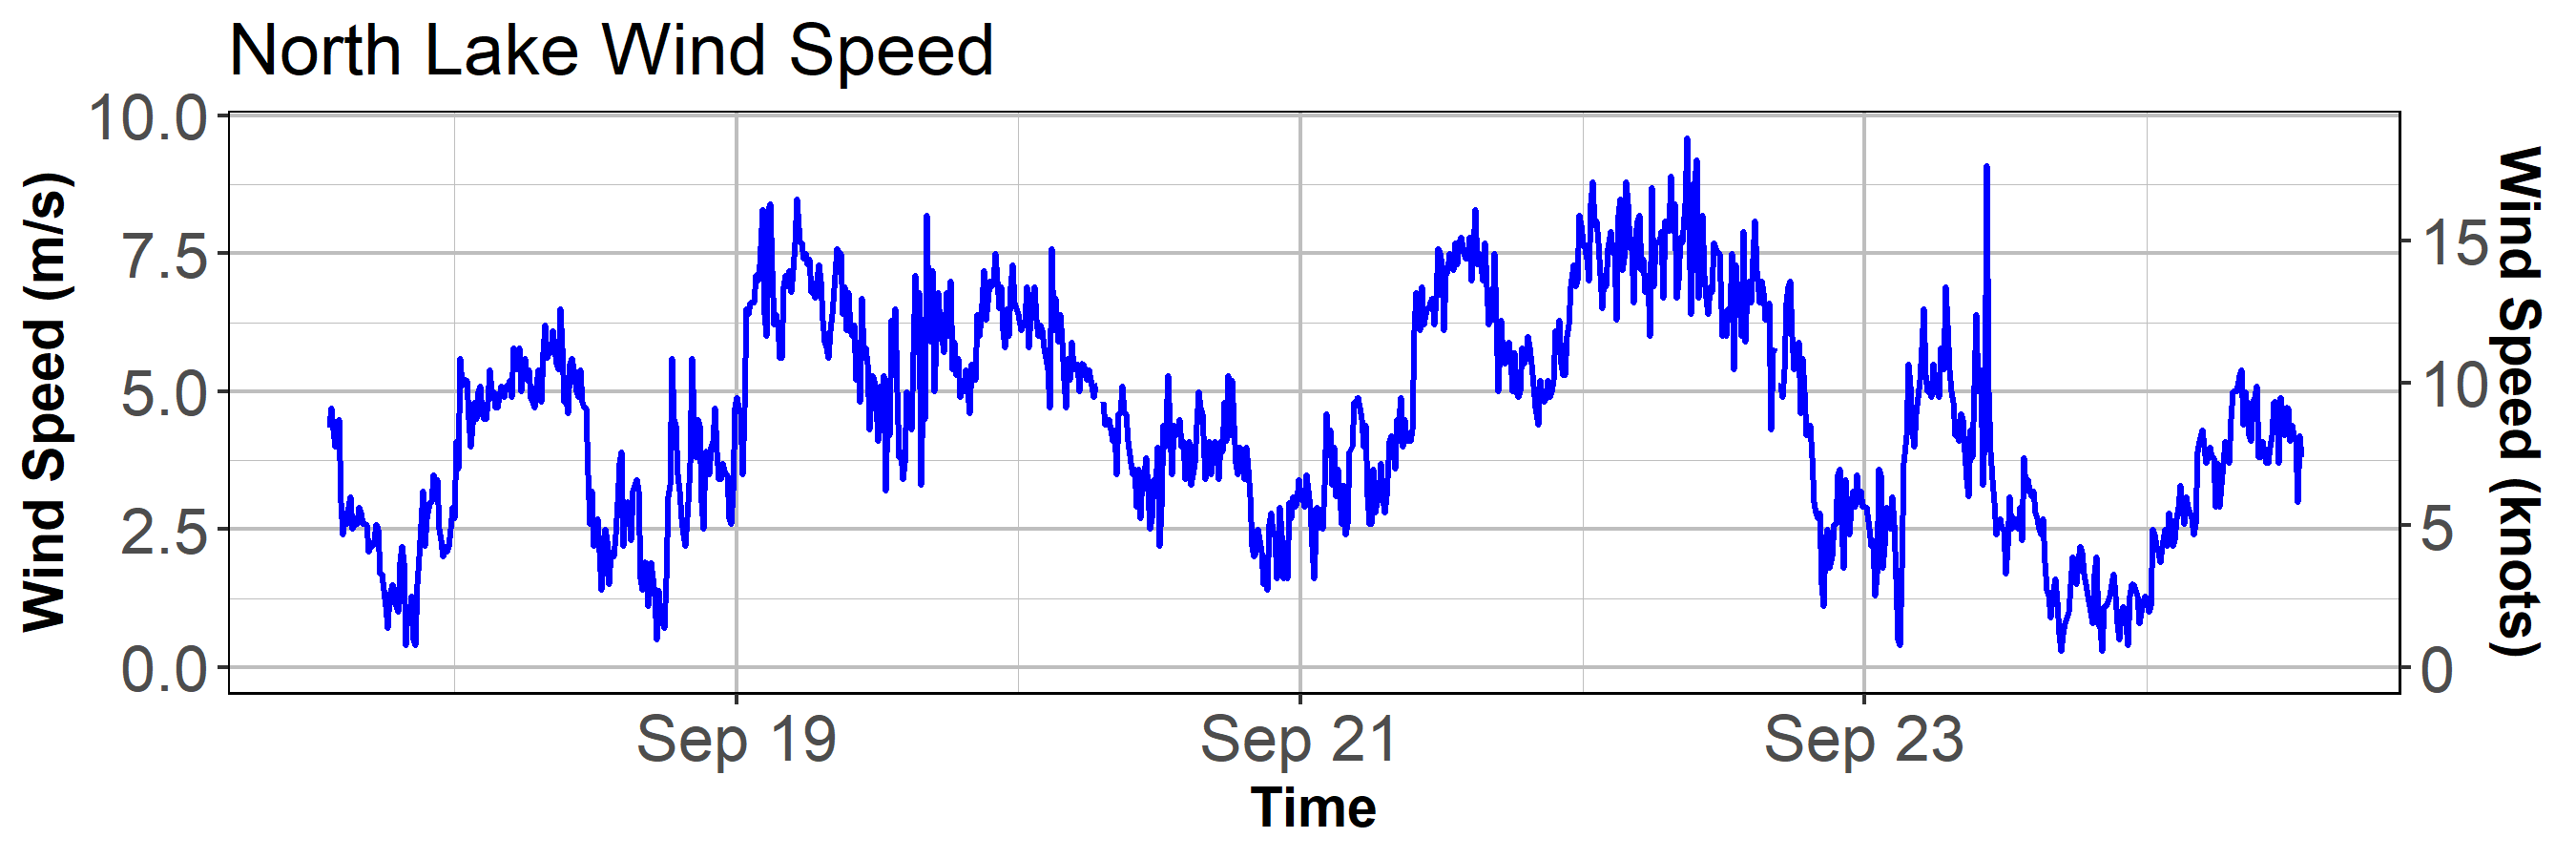 North Lake Wind Speed
10.0
7.5
5.0
2.5
0.0
Wind Speed (m/s)
15
10
5
0
Wind Speed (knots)
Sep 19
Sep 21
Sep 23
Time